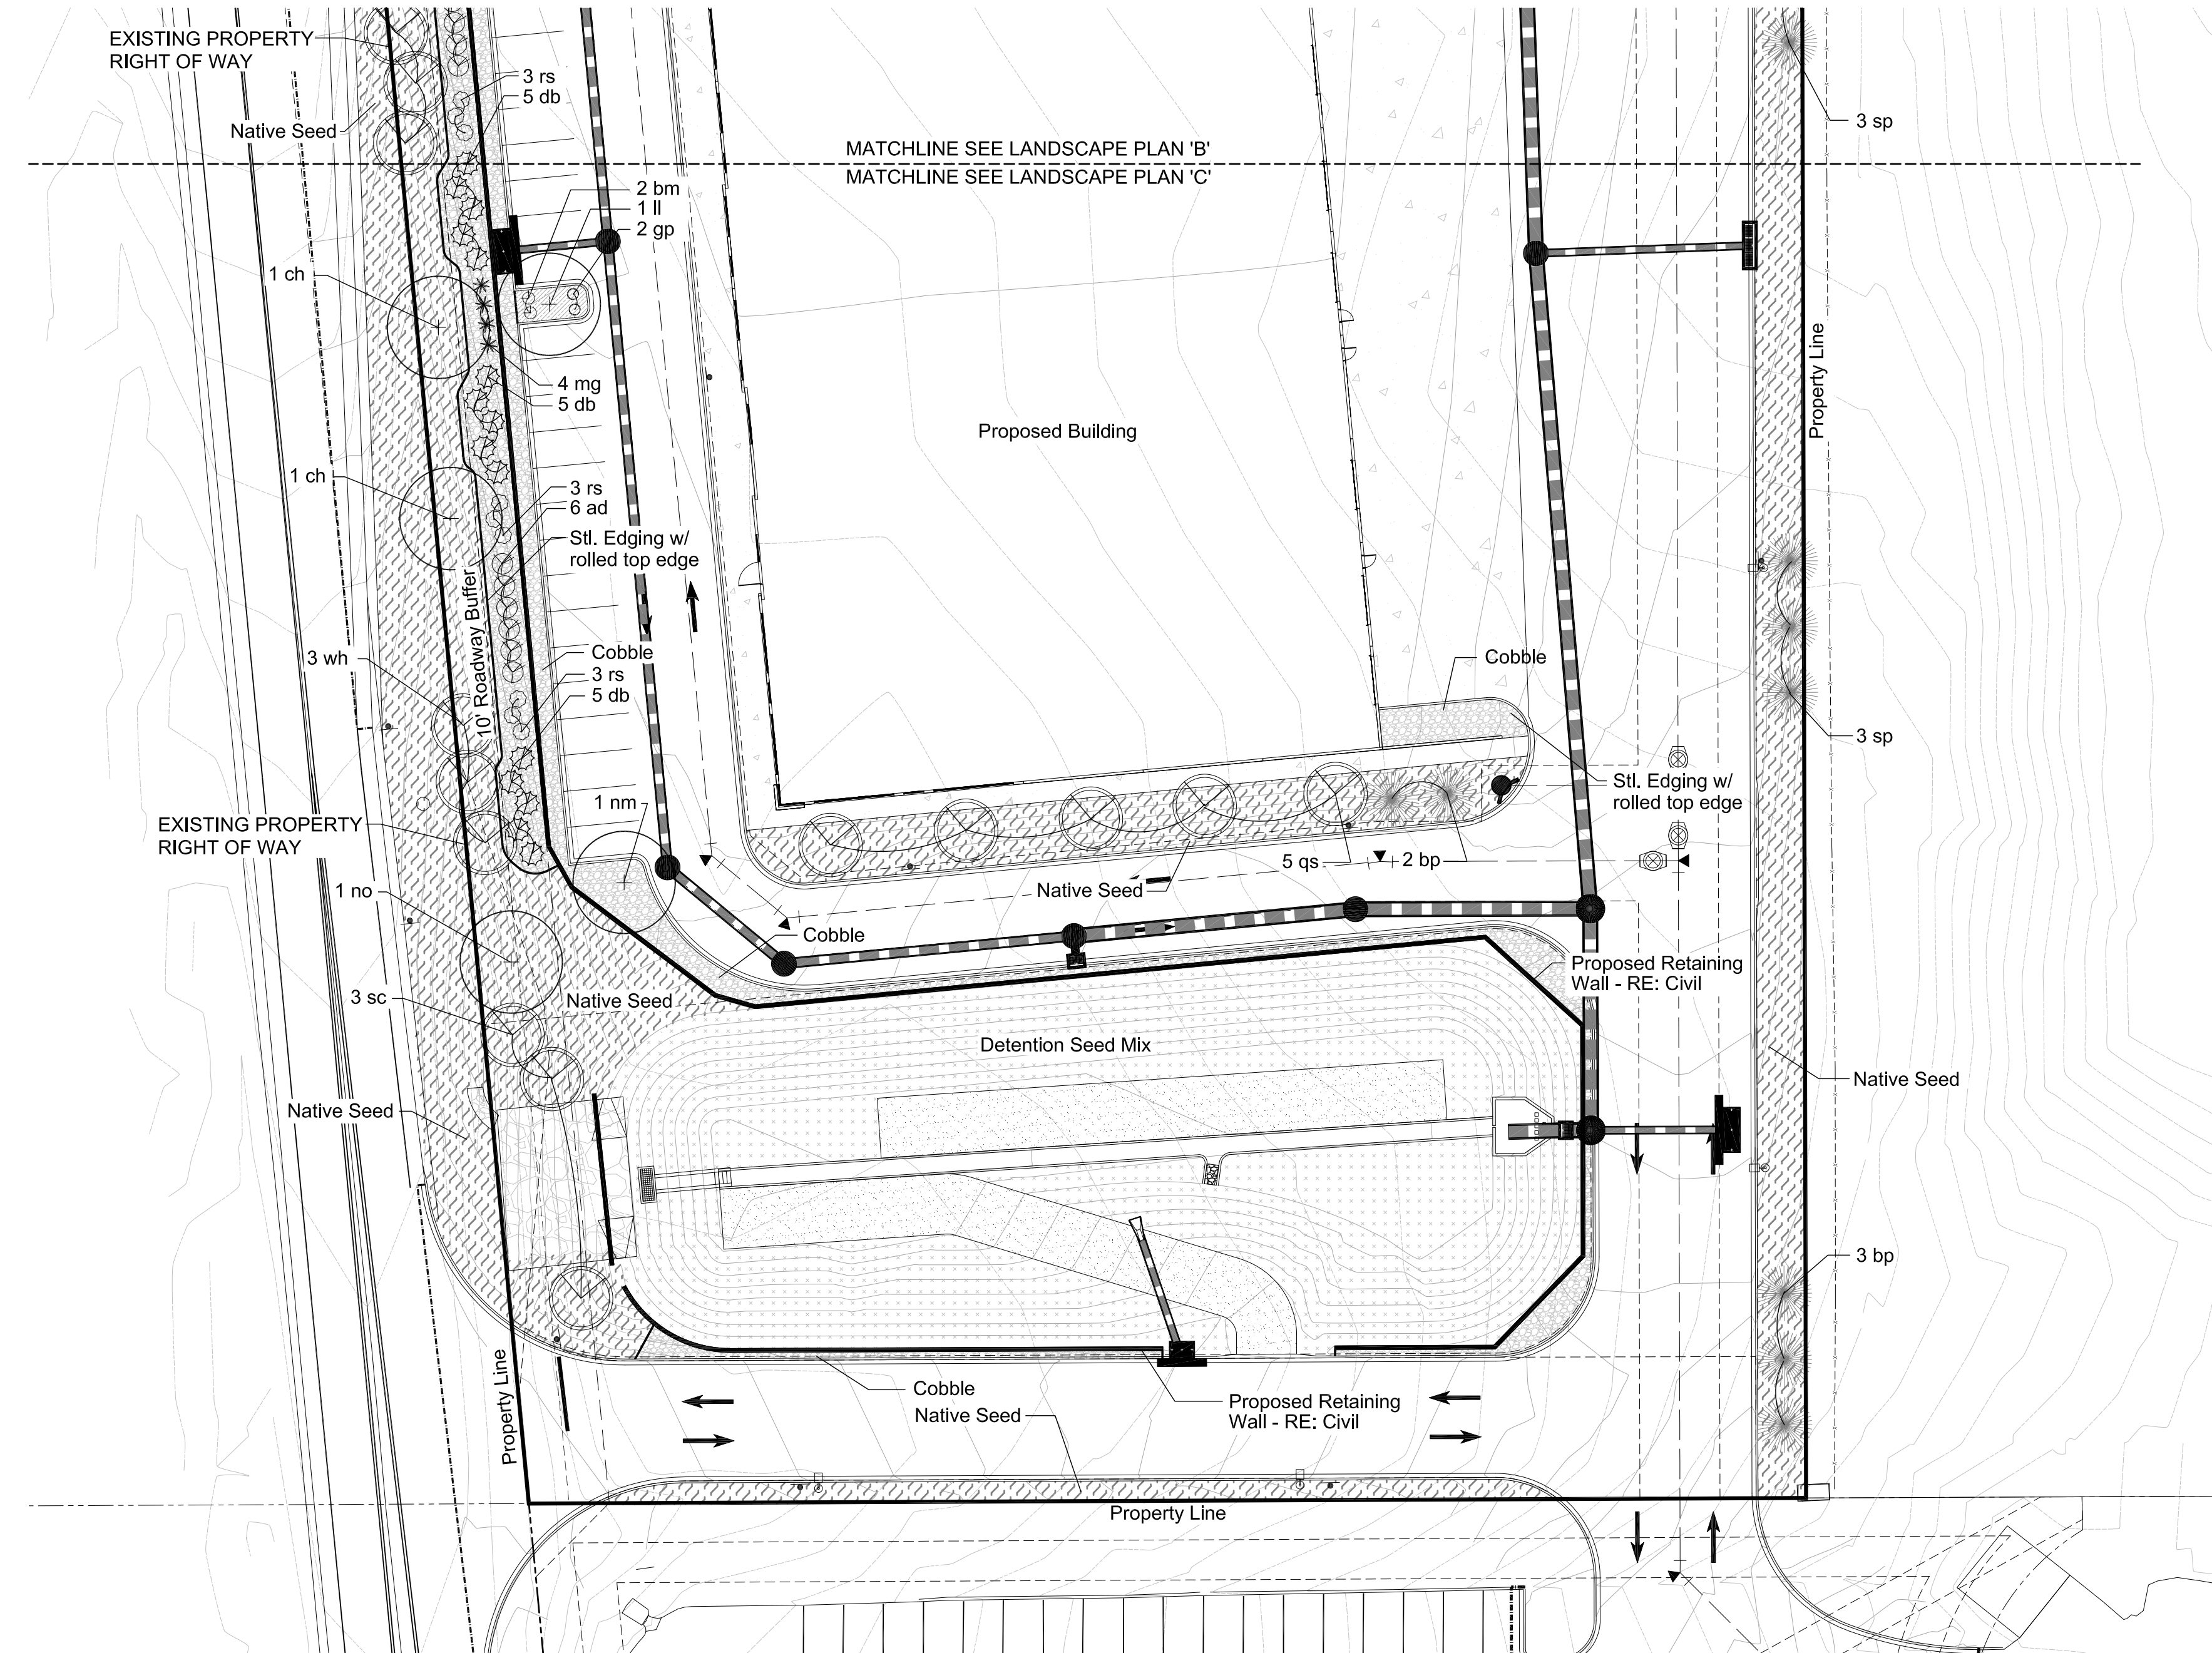 EXISTING PROPERTY
RIGHT OF WAY
3 rs
5 db
Native Seed
3 sp
MATCHLINE SEE LANDSCAPE PLAN 'B'
MATCHLINE SEE LANDSCAPE PLAN 'C'
2 bm
1 ll
2 gp
1 ch
4 mg
5 db
Proposed Building
Property Line
1 ch
3 rs
6 ad
Stl. Edging w/
rolled top edge
10' Roadway Buffer
Cobble
3 wh
3 rs
5 db
Cobble
3 sp
Stl. Edging w/
rolled top edge
1 nm
EXISTING PROPERTY
RIGHT OF WAY
5 qs
2 bp
Native Seed
1 no
Cobble
Proposed Retaining
Wall - RE: Civil
3 sc
Native Seed
Detention Seed Mix
Native Seed
Native Seed
3 bp
Property Line
Cobble
Native Seed
Proposed Retaining
Wall - RE: Civil
Property Line